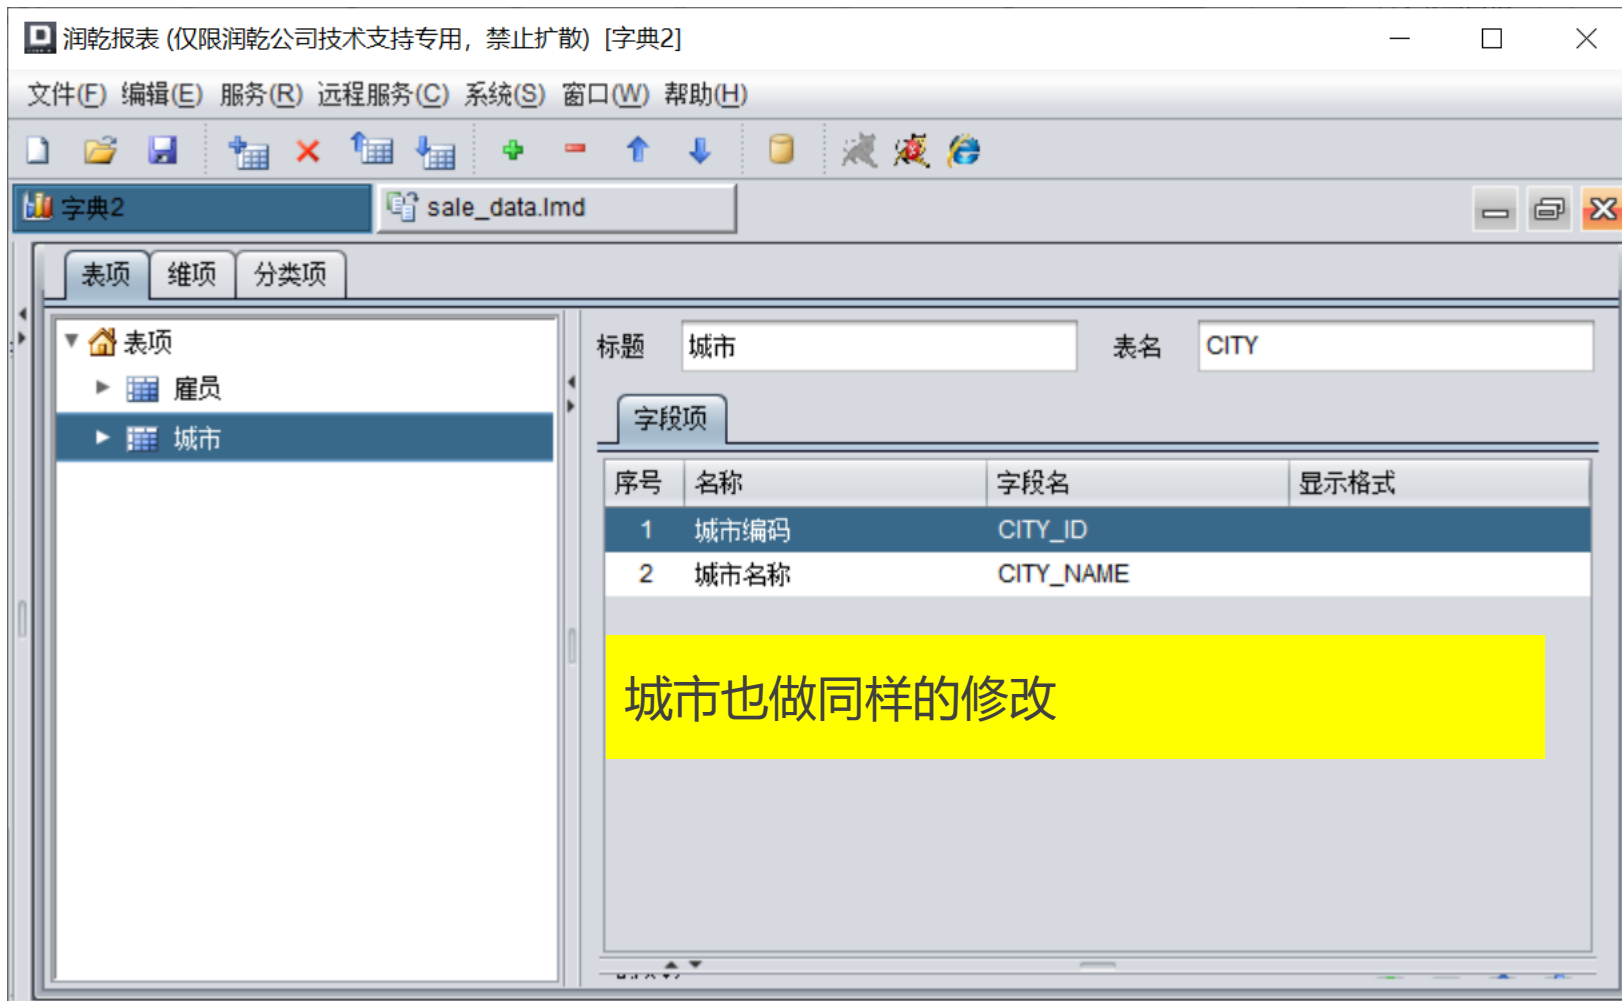 润乾报表 (仅限润乾公司技术支持专用，禁止扩散) [字典2]
文件(F) 编辑(E) 服务(R) 远程服务(C) 系统(S) 窗口(W) 帮助(H)
字典2 sale_data.lmd
表项 维项 分类项
表项
雇员
城市
标题 城市 表名 CITY
字段项
序号 名称 字段名 显示格式
1 城市编码 CITY_ID
2 城市名称 CITY_NAME
城市也做同样的修改